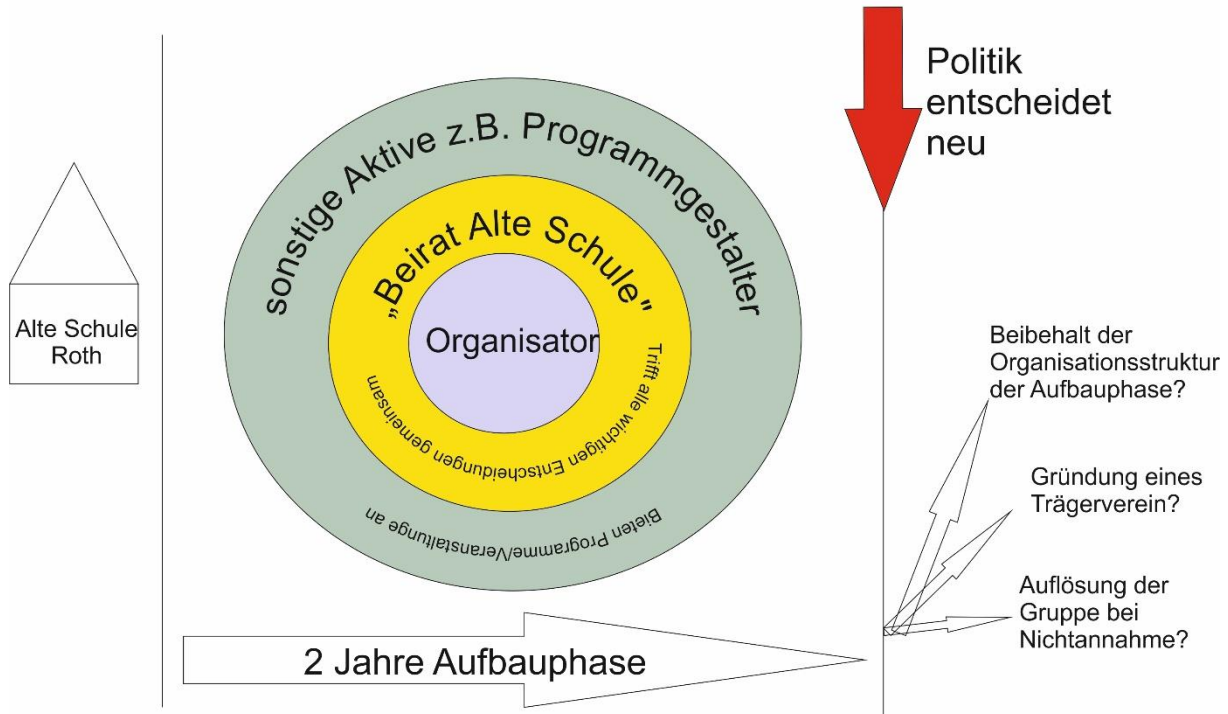 Alte Schule
Roth
sonstige Aktive z.B. Programmgestalter
„Beirat Alte Schule"
Organisator
Trifft alle wichtigen Entscheidungen gemeinsam
Bieten Programme/Veranstaltunge an
2 Jahre Aufbauphase
Politik
entscheidet
neu
Beibehalt der
Organisationsstruktur
der Aufbauphase?
Gründung eines
Trägerverein?
Auflösung der
Gruppe bei
Nichtannahme?